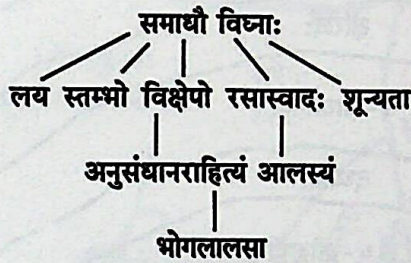 समाधौ विघ्नाः
लय स्तम्भो विक्षेपो रसास्वादः शून्यता
अनुसंधानराहित्यं आलस्यं
भोगलालसा